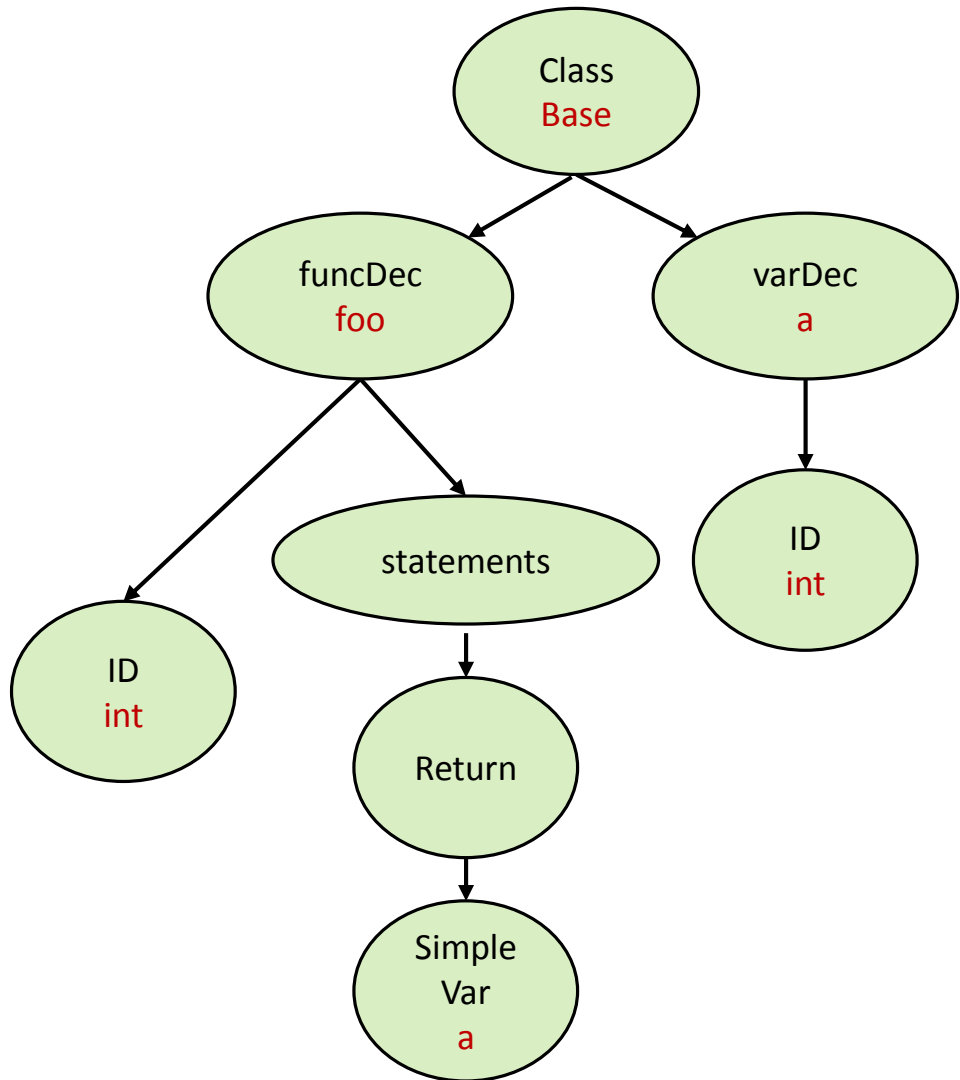 Class
Base
funcDec
foo
varDec
a
statements
ID
int
ID
int
Return
Simple
Var
a